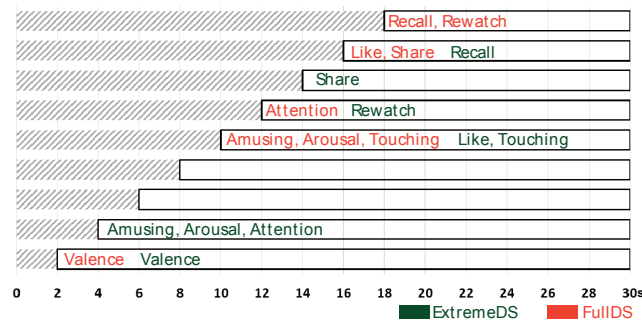 Recall, Rewatch
Like, Share Recall
Share
Attention Rewatch
Amusing, Arousal, Touching Like, Touching
Amusing, Arousal, Attention
Valence Valence
0 2 4 6 8 10 12 14 16 18 20 22 24 26 28 30s
ExtremeDS FullDS